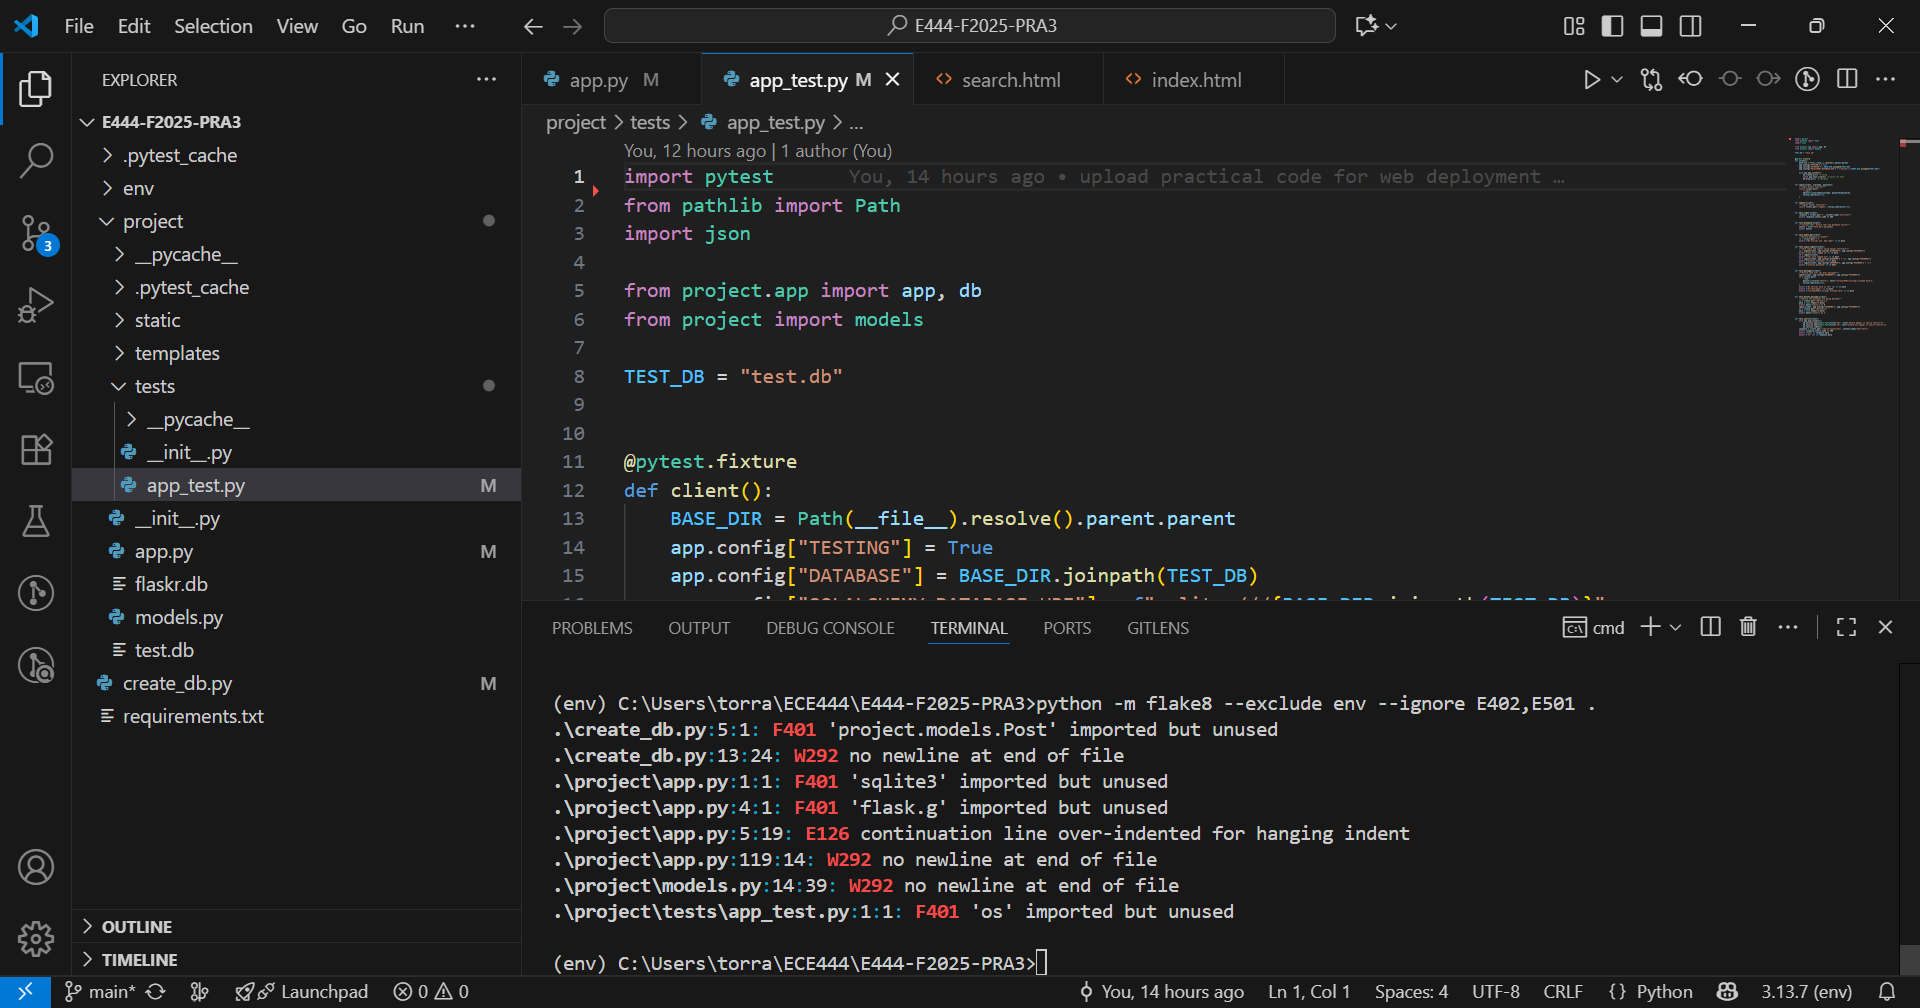 File Edit Selection View Go Run ··· E444-F2025-PRA3
EXPLORER ···
E444-F2025-PRA3
.pytest_cache
env
project
__pycache__
.pytest_cache
static
templates
tests
__pycache__
__init__.py
app_test.py M
__init__.py
app.py M
flaskr.db
models.py
test.db
create_db.py M
requirements.txt
OUTLINE
TIMELINE
3
app.py M app_test.py M search.html index.html
project > tests > app_test.py > ...
You, 12 hours ago | 1 author (You)
1 import pytest You, 14 hours ago • upload practical code for web deployment …
2 from pathlib import Path
3 import json
4
5 from project.app import app, db
6 from project import models
7
8 TEST_DB = "test.db"
9
10
11 @pytest.fixture
12 def client():
13 BASE_DIR = Path(__file__).resolve().parent.parent
14 app.config["TESTING"] = True
15 app.config["DATABASE"] = BASE_DIR.joinpath(TEST_DB)
PROBLEMS OUTPUT DEBUG CONSOLE TERMINAL PORTS GITLENS cmd
(env) C:\Users\torra\ECE444\E444-F2025-PRA3>python -m flake8 --exclude env --ignore E402,E501 .
.\create_db.py:5:1: F401 'project.models.Post' imported but unused
.\create_db.py:13:24: W292 no newline at end of file
.\project\app.py:1:1: F401 'sqlite3' imported but unused
.\project\app.py:4:1: F401 'flask.g' imported but unused
.\project\app.py:5:19: E126 continuation line over-indented for hanging indent
.\project\app.py:119:14: W292 no newline at end of file
.\project\models.py:14:39: W292 no newline at end of file
.\project\tests\app_test.py:1:1: F401 'os' imported but unused
(env) C:\Users\torra\ECE444\E444-F2025-PRA3>
main* Launchpad 0 0 You, 14 hours ago Ln 1, Col 1 Spaces: 4 UTF-8 CRLF {} Python 3.13.7 (env)